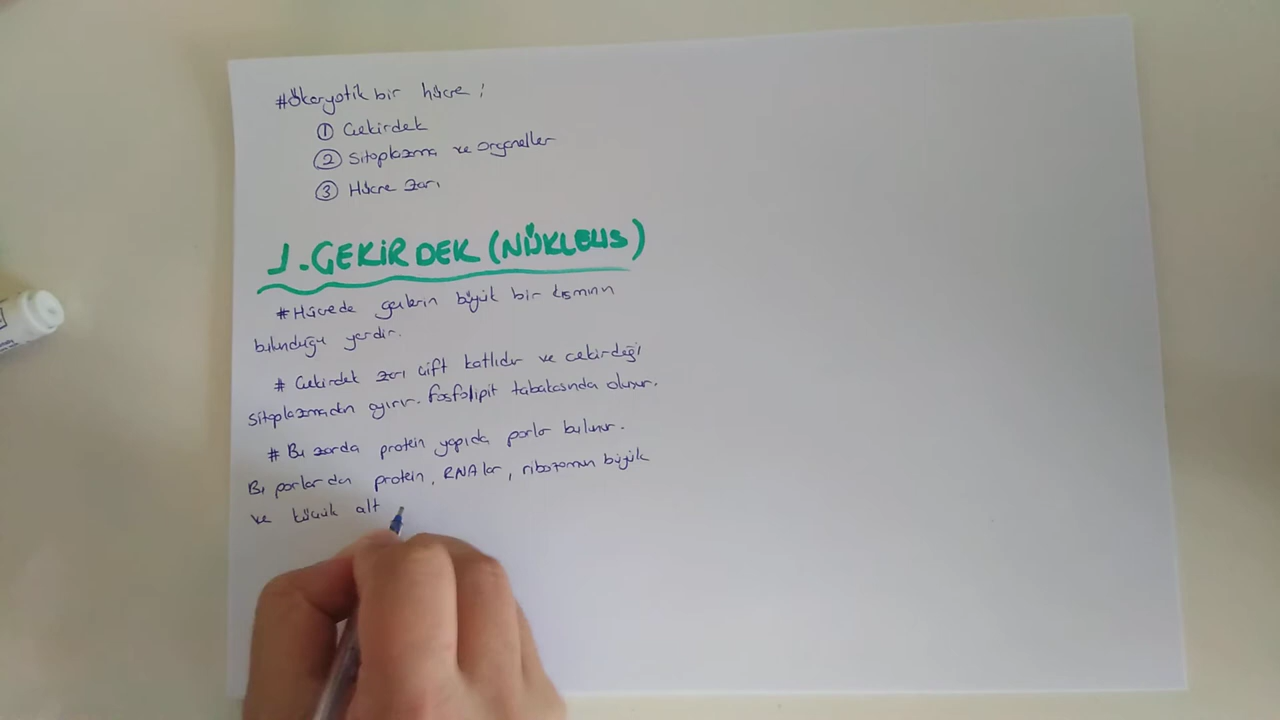 #Ökaryotik bir hücre:
① Çekirdek
② Sitoplazma ve organeller
③ Hücre zarı
1.ÇEKİRDEK (NÜKLEUS)
#Hücrede genlerin büyük bir kısmının
bulunduğu yerdir.
# Çekirdek zarı çift katlıdır ve çekirdeği
sitoplazmadan ayırır. fosfolipit tabakasında oluşur.
# Bu zarda protein yapıda porlar bulunur.
Bu porlardan protein, RNA lar, ribozomun büyük
ve küçük alt